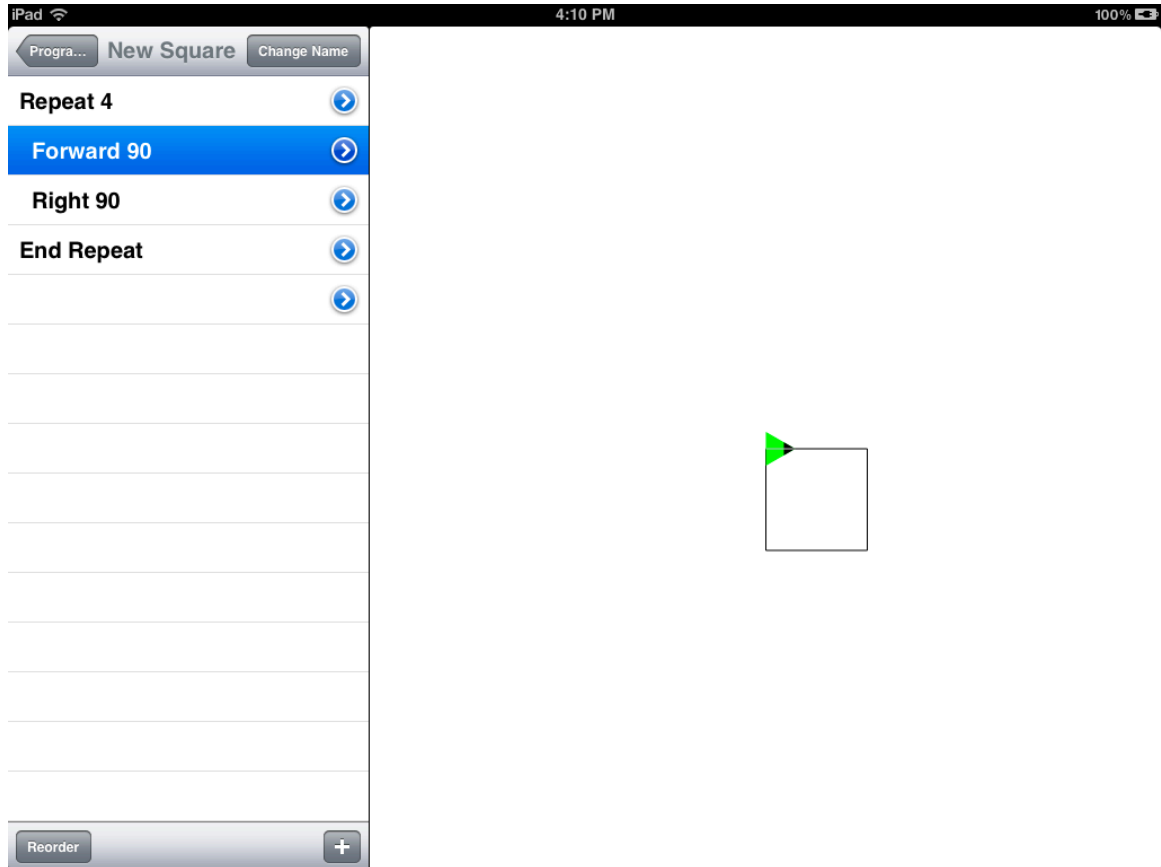 iPad 4:10 PM 100%
Progra... New Square Change Name
Repeat 4
Forward 90
Right 90
End Repeat
Reorder +